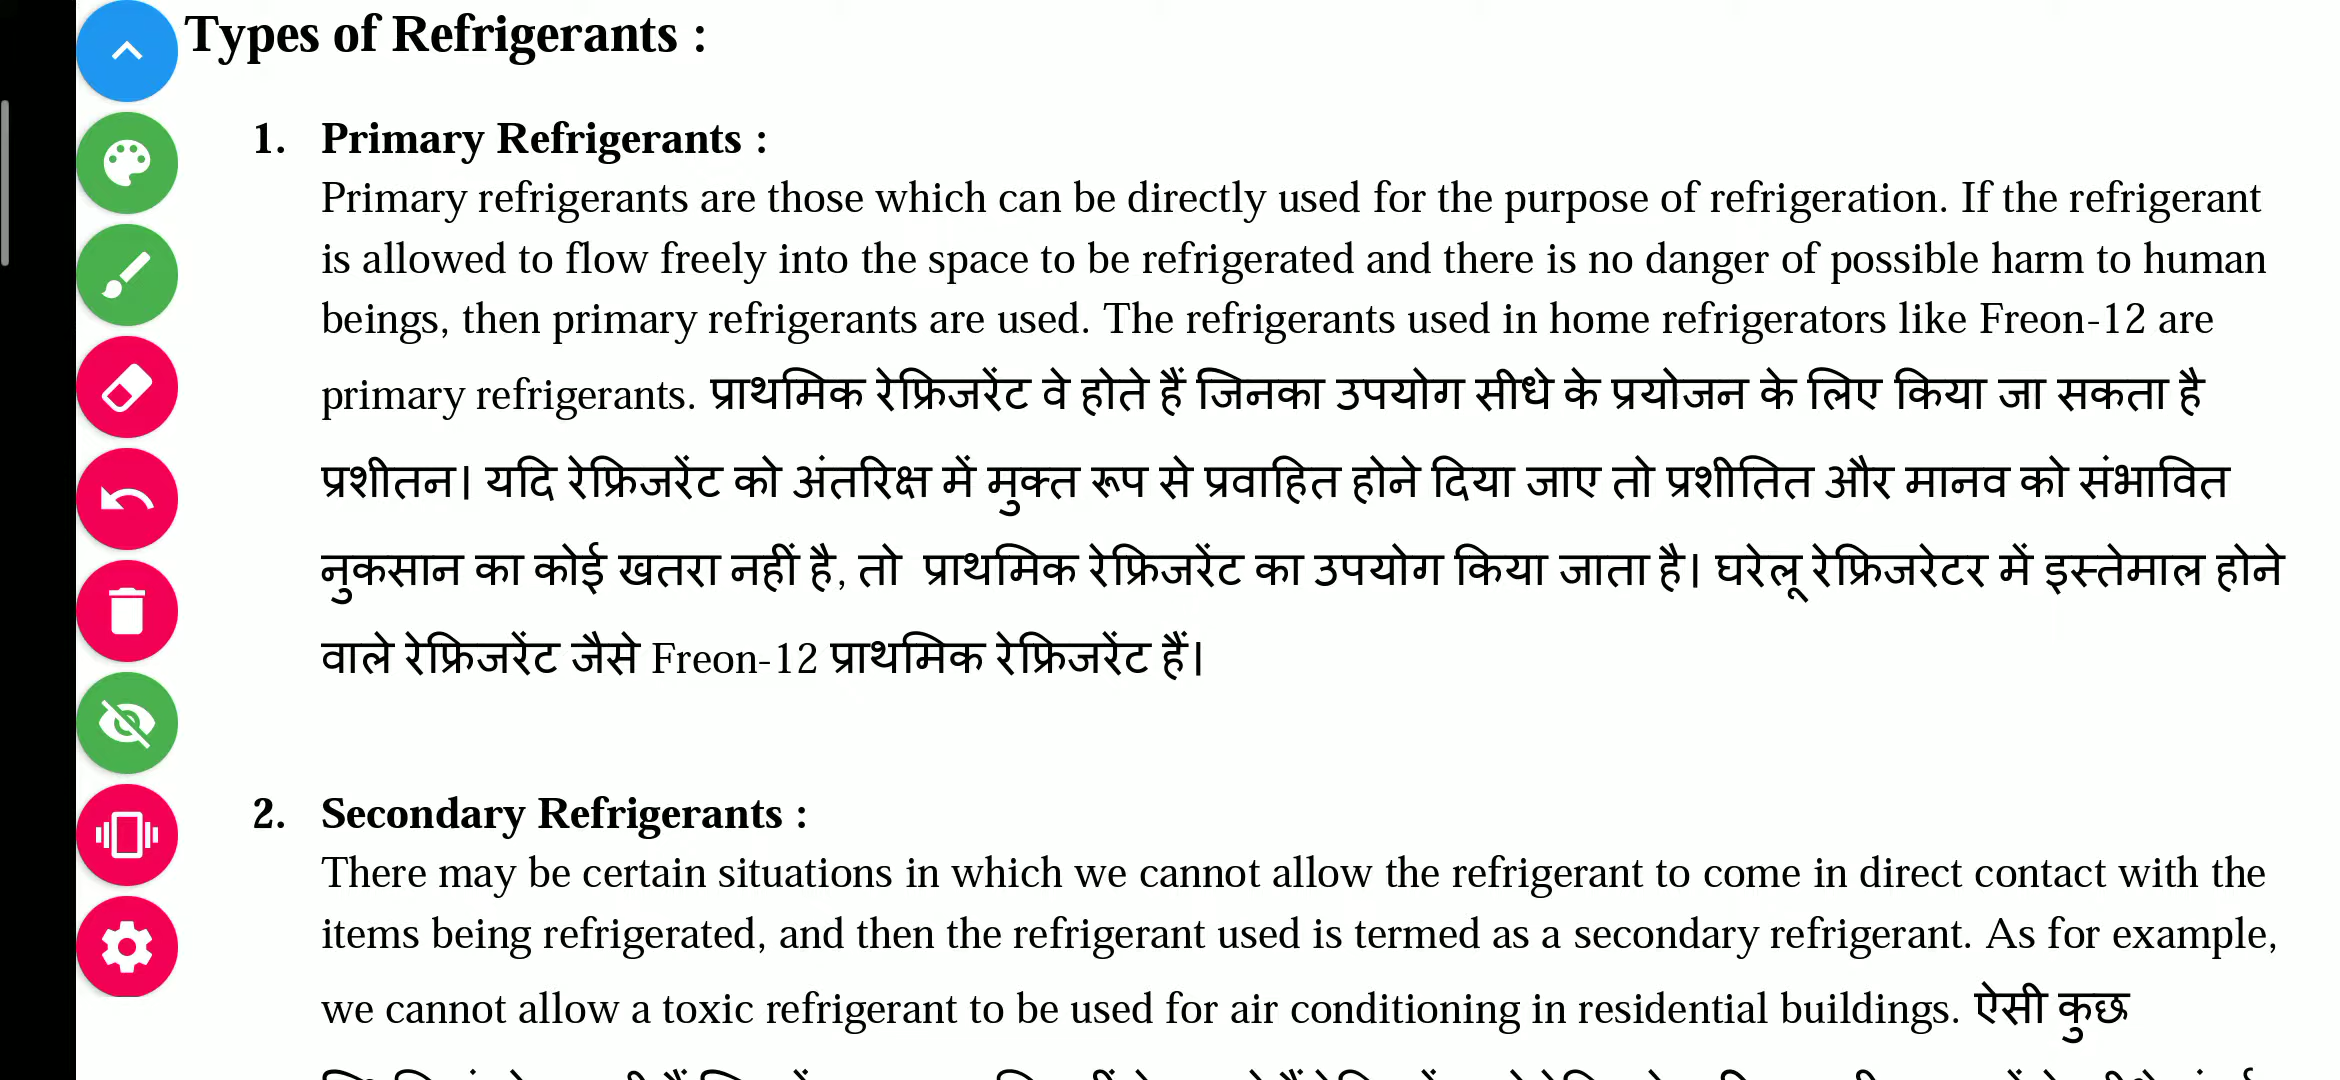 Types of Refrigerants :
1. Primary Refrigerants :
Primary refrigerants are those which can be directly used for the purpose of refrigeration. If the refrigerant
is allowed to flow freely into the space to be refrigerated and there is no danger of possible harm to human
beings, then primary refrigerants are used. The refrigerants used in home refrigerators like Freon-12 are
primary refrigerants. प्राथमिक रेफ्रिजरेंट वे होते हैं जिनका उपयोग सीधे के प्रयोजन के लिए किया जा सकता है
प्रशीतन। यदि रेफ्रिजरेंट को अंतरिक्ष में मुक्त रूप से प्रवाहित होने दिया जाए तो प्रशीतित और मानव को संभावित
नुकसान का कोई खतरा नहीं है, तो प्राथमिक रेफ्रिजरेंट का उपयोग किया जाता है। घरेलू रेफ्रिजरेटर में इस्तेमाल होने
वाले रेफ्रिजरेंट जैसे Freon-12 प्राथमिक रेफ्रिजरेंट हैं।
2. Secondary Refrigerants :
There may be certain situations in which we cannot allow the refrigerant to come in direct contact with the
items being refrigerated, and then the refrigerant used is termed as a secondary refrigerant. As for example,
we cannot allow a toxic refrigerant to be used for air conditioning in residential buildings. ऐसी कुछ